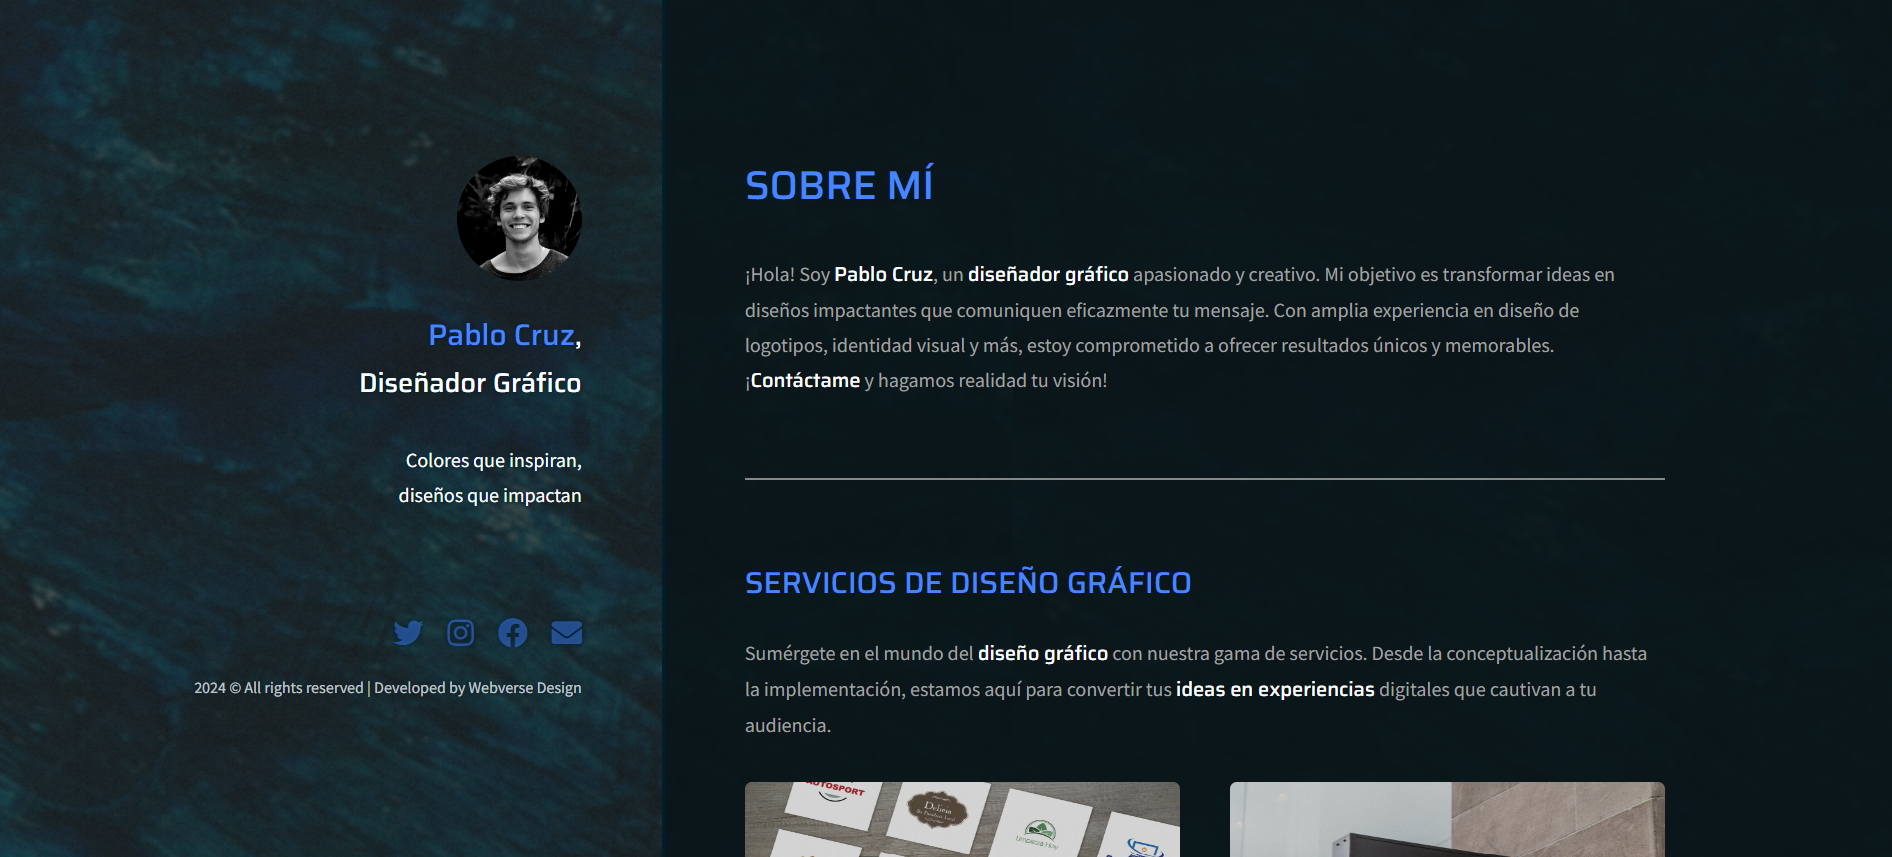 Pablo Cruz,
Diseñador Gráfico
Colores que inspiran,
diseños que impactan
2024 © All rights reserved | Developed by Webverse Design
SOBRE MÍ
¡Hola! Soy Pablo Cruz, un diseñador gráfico apasionado y creativo. Mi objetivo es transformar ideas en
diseños impactantes que comuniquen eficazmente tu mensaje. Con amplia experiencia en diseño de
logotipos, identidad visual y más, estoy comprometido a ofrecer resultados únicos y memorables.
¡Contáctame y hagamos realidad tu visión!
SERVICIOS DE DISEÑO GRÁFICO
Sumérgete en el mundo del diseño gráfico con nuestra gama de servicios. Desde la conceptualización hasta
la implementación, estamos aquí para convertir tus ideas en experiencias digitales que cautivan a tu
audiencia.
AUTOSPORT
Delicia
Limpieza Hoy